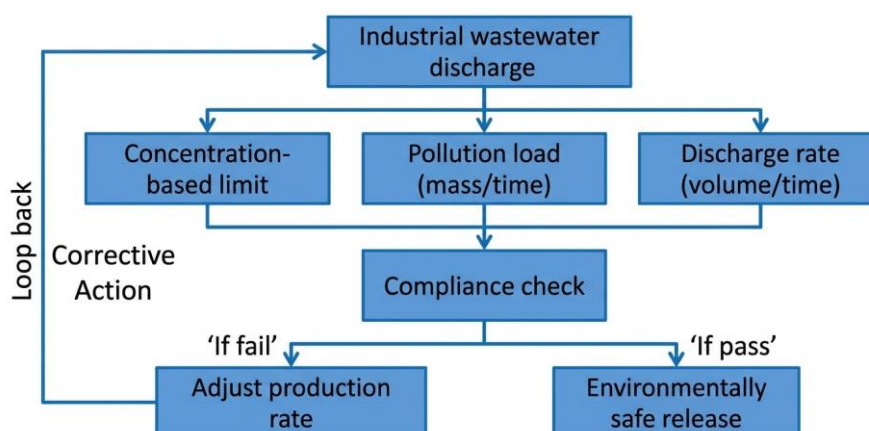 Industrial wastewater
discharge
Concentration-
based limit
Pollution load
(mass/time)
Discharge rate
(volume/time)
Loop back
Corrective
Action
Compliance check
‘If fail’
‘If pass’
Adjust production
rate
Environmentally
safe release